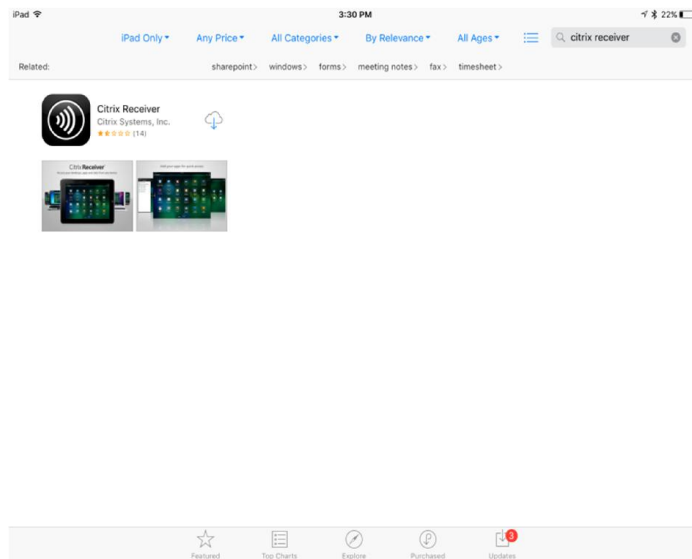 iPad 3:30 PM 22%
iPad Only Any Price All Categories By Relevance All Ages citrix receiver
Related: sharepoint> windows> forms> meeting notes> fax> timesheet>
Citrix Receiver
Citrix Systems, Inc.
(14)
Citrix Receiver
Featured Top Charts Explore Purchased Updates
3